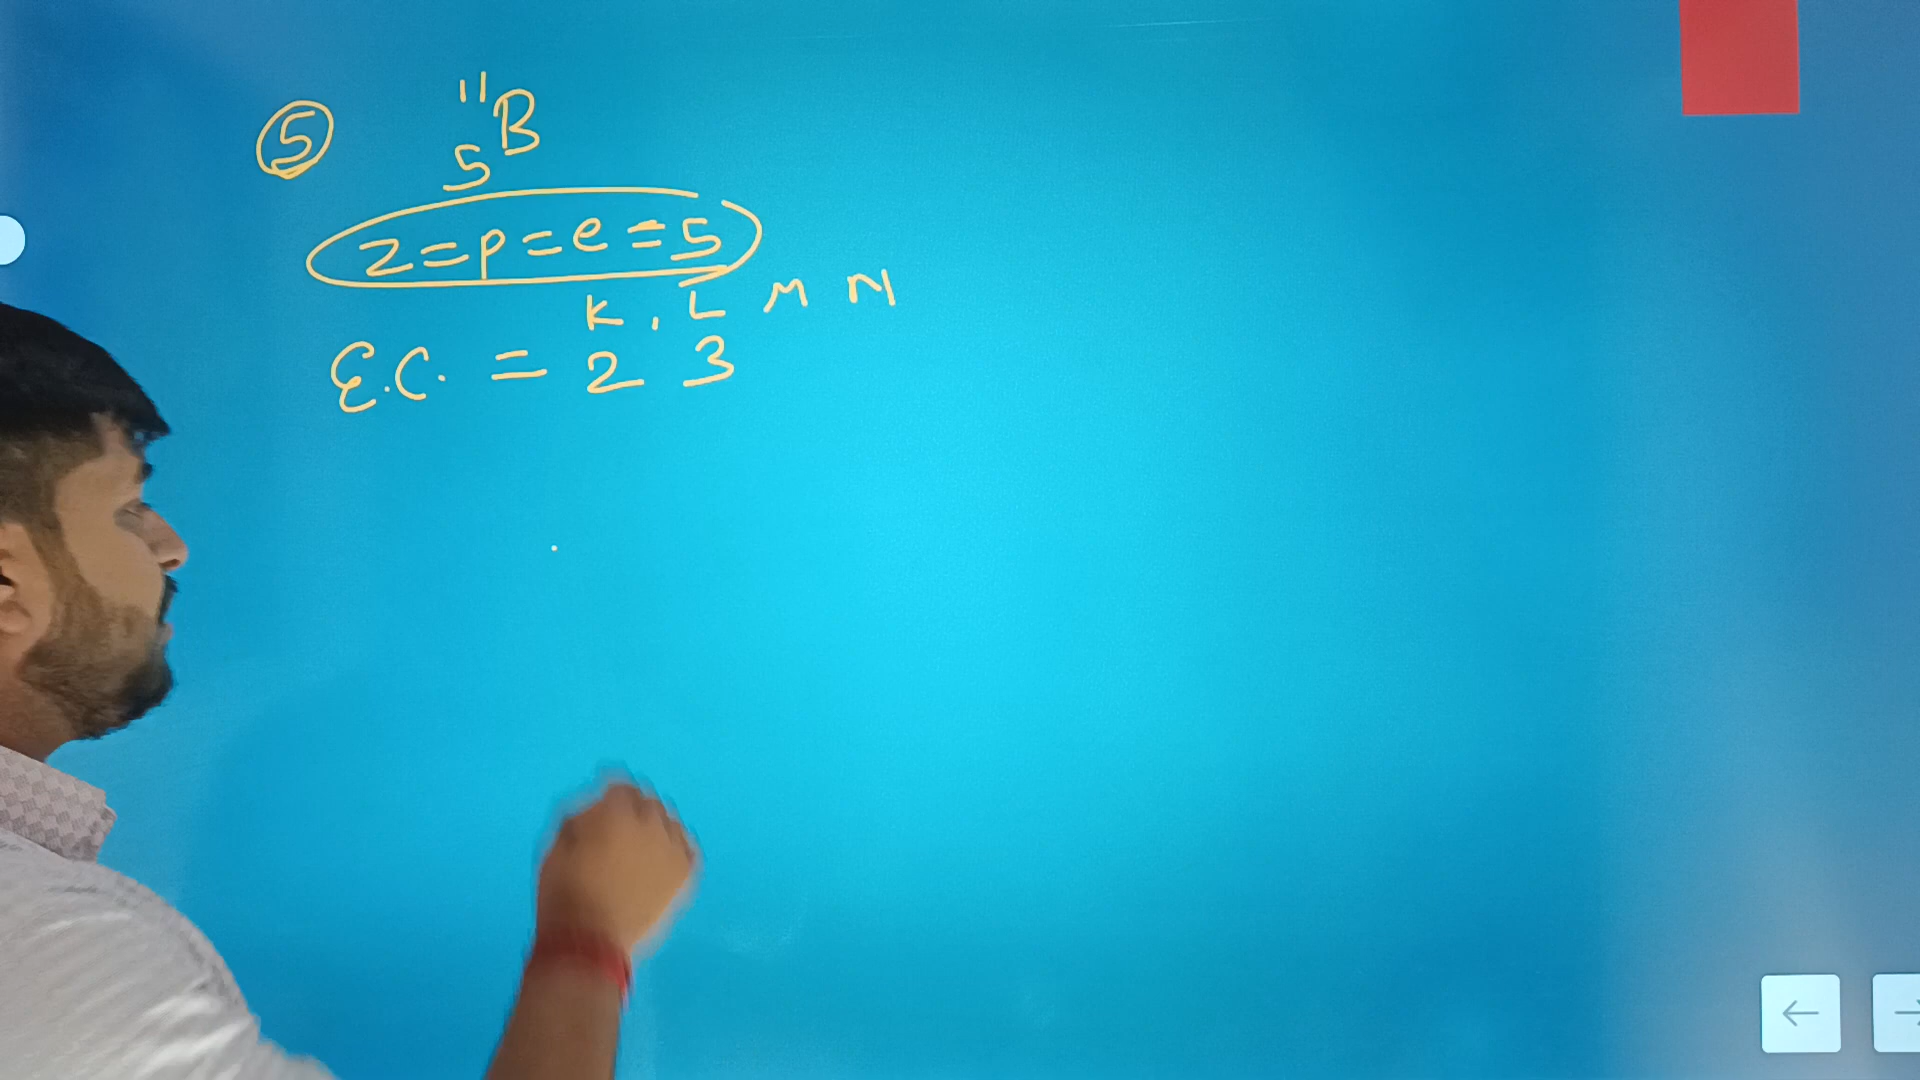 ⑤ ¹¹₅B
Z=p=e=5
K, L M N
E.C. = 2 3